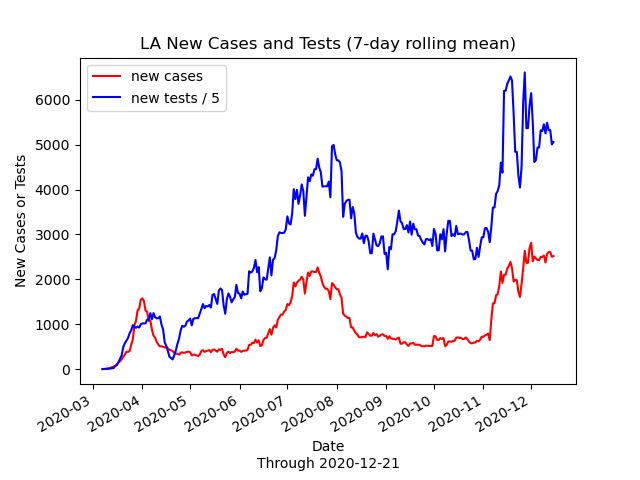 LA New Cases and Tests (7-day rolling mean)
new cases
new tests / 5
New Cases or Tests
6000
5000
4000
3000
2000
1000
0
2020-03
2020-04
2020-05
2020-06
2020-07
2020-08
2020-09
2020-10
2020-11
2020-12
Date
Through 2020-12-21